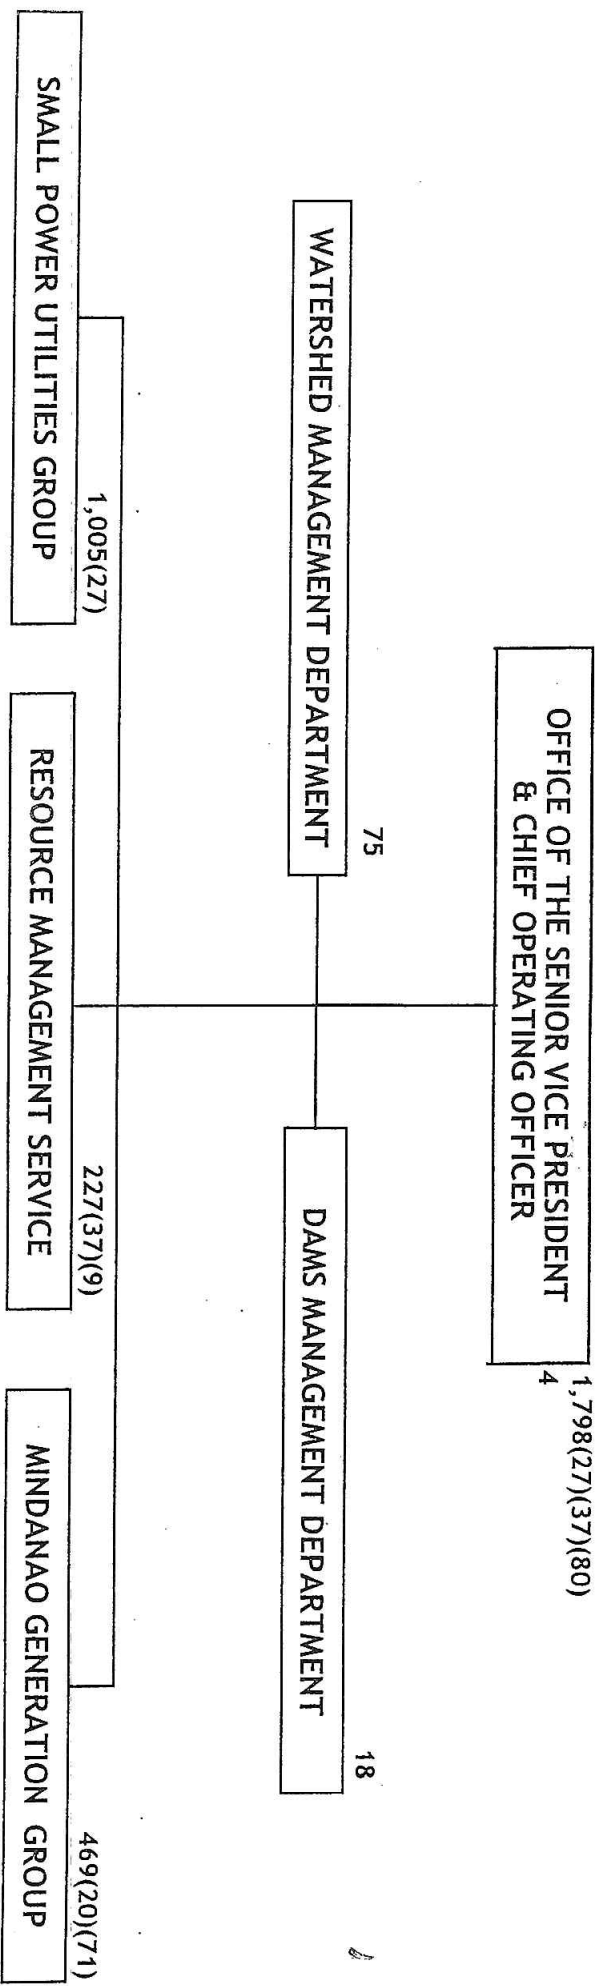 OFFICE OF THE SENIOR VICE PRESIDENT
& CHIEF OPERATING OFFICER
1,798(27)(37)(80)
4
WATERSHED MANAGEMENT DEPARTMENT
75
DAMS MANAGEMENT DEPARTMENT
18
SMALL POWER UTILITIES GROUP
1,005(27)
RESOURCE MANAGEMENT SERVICE
227(37)(9)
MINDANAO GENERATION GROUP
469(20)(71)